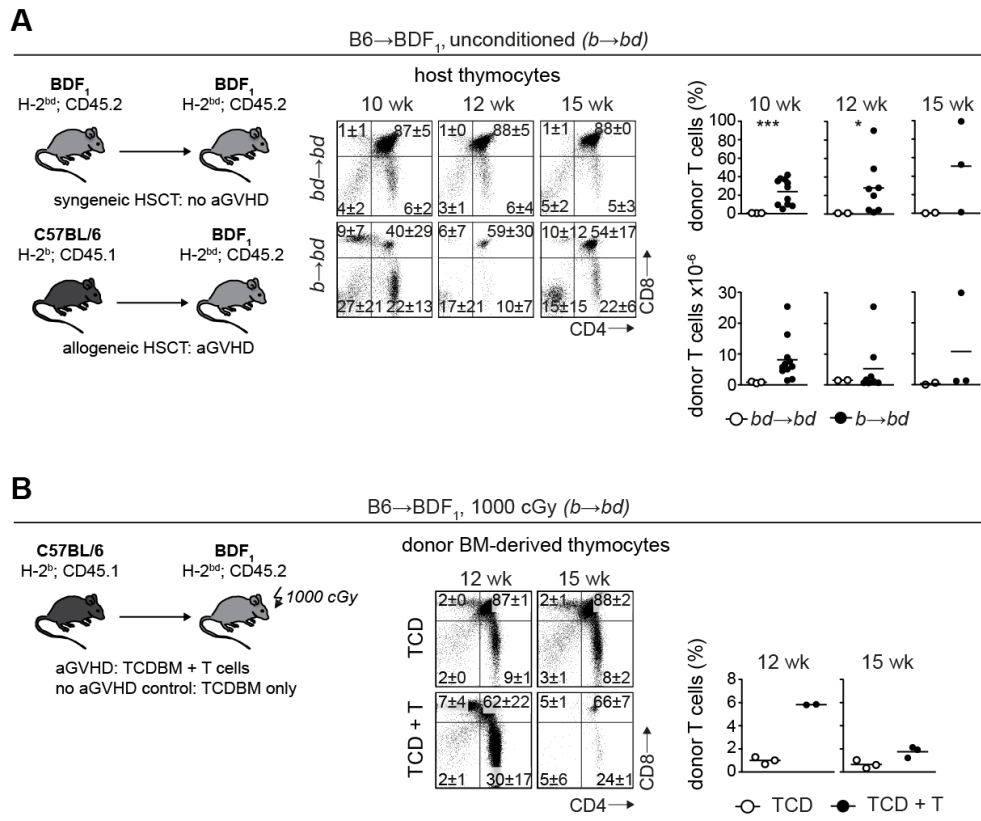 A
B6→BDF₁, unconditioned (b→bd)
BDF₁
H-2ᵇᵈ; CD45.2
BDF₁
H-2ᵇᵈ; CD45.2
syngeneic HSCT: no aGVHD
C57BL/6
H-2ᵇ; CD45.1
BDF₁
H-2ᵇᵈ; CD45.2
allogeneic HSCT: aGVHD
host thymocytes
10 wk 12 wk 15 wk
bd→bd
1±1 87±5 1±0 88±5 1±1 88±0
4±2 6±2 3±1 6±4 5±2 5±3
b→bd
9±7 40±29 6±7 59±30 10±12 54±17
27±21 22±13 17±21 10±7 15±15 22±6
CD4→
CD8→
donor T cells (%)
10 wk 12 wk 15 wk
*** *
100
80
60
40
20
0
donor T cells x10⁻⁶
30
20
10
0
bd→bd b→bd
B
B6→BDF₁, 1000 cGy (b→bd)
C57BL/6
H-2ᵇ; CD45.1
BDF₁
H-2ᵇᵈ; CD45.2
1000 cGy
aGVHD: TCDBM + T cells
no aGVHD control: TCDBM only
donor BM-derived thymocytes
12 wk 15 wk
TCD
2±0 87±1 2±1 88±2
2±0 9±1 3±1 8±2
TCD + T
7±4 62±22 5±1 66±7
2±1 30±17 5±6 24±1
CD4→
CD8→
donor T cells (%)
12 wk 15 wk
8
6
4
2
0
TCD TCD + T